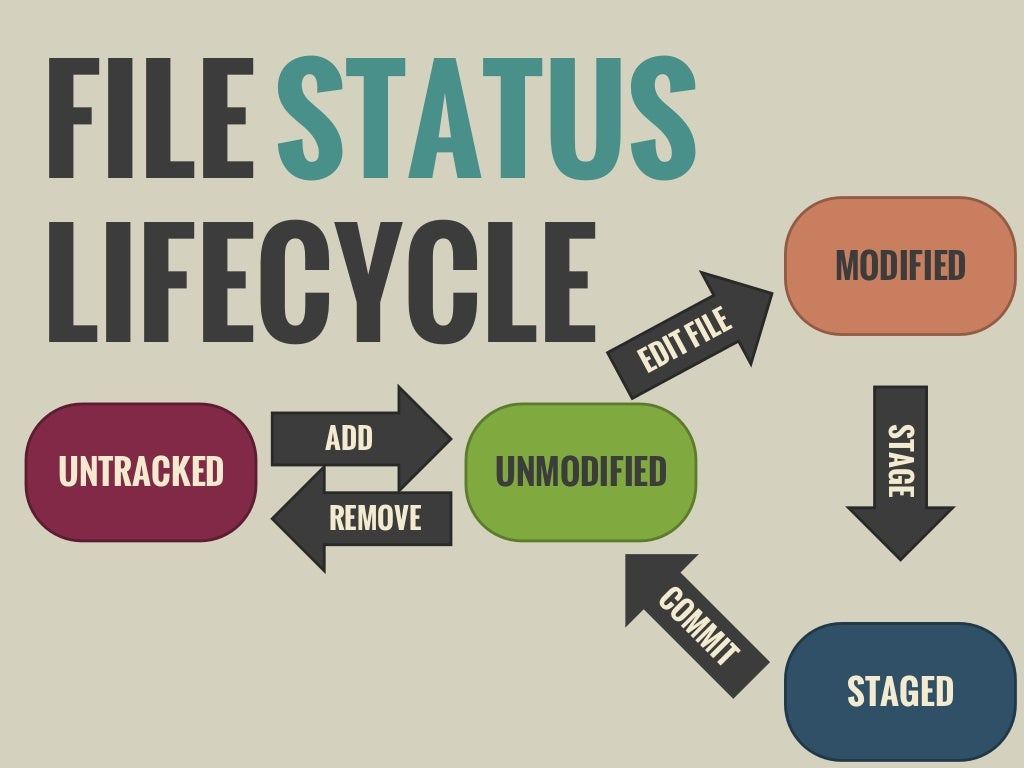 FILE STATUS
LIFECYCLE
MODIFIED
EDIT FILE
UNTRACKED
ADD
REMOVE
UNMODIFIED
STAGE
COMMIT
STAGED